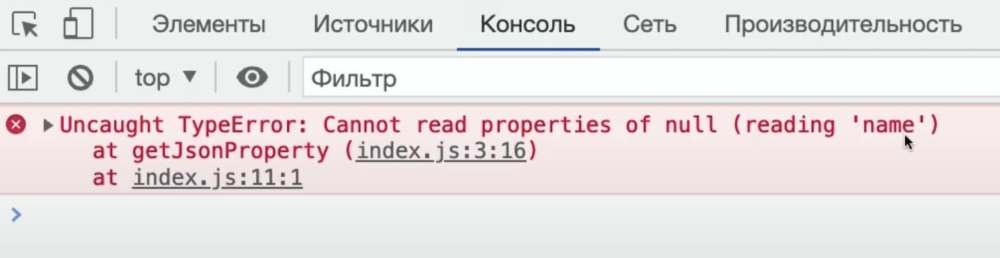 Элементы Источники Консоль Сеть Производительность
top Фильтр
Uncaught TypeError: Cannot read properties of null (reading 'name')
at getJsonProperty (index.js:3:16)
at index.js:11:1